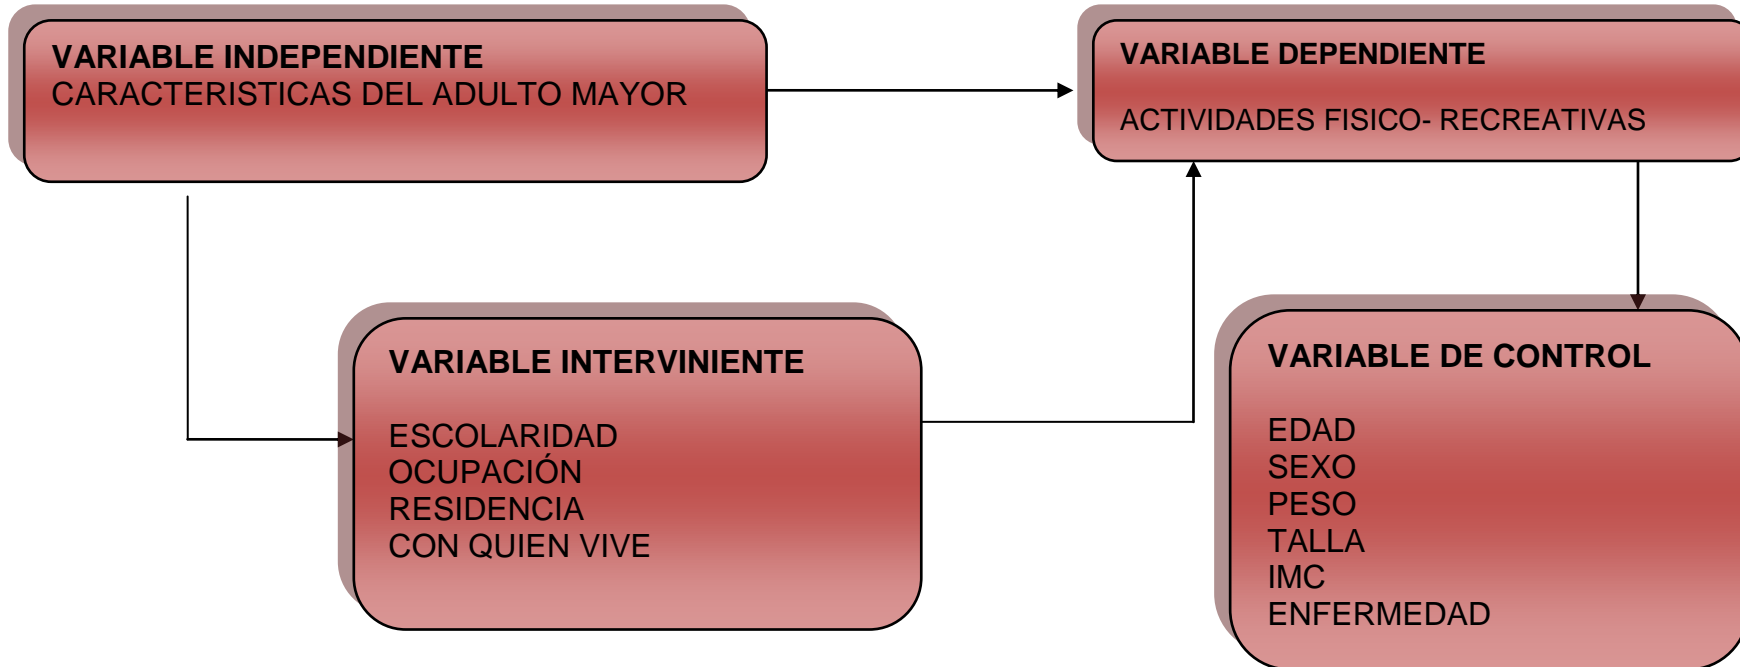 VARIABLE INDEPENDIENTE
CARACTERISTICAS DEL ADULTO MAYOR
VARIABLE DEPENDIENTE
ACTIVIDADES FISICO- RECREATIVAS
VARIABLE INTERVINIENTE
ESCOLARIDAD
OCUPACIÓN
RESIDENCIA
CON QUIEN VIVE
VARIABLE DE CONTROL
EDAD
SEXO
PESO
TALLA
IMC
ENFERMEDAD